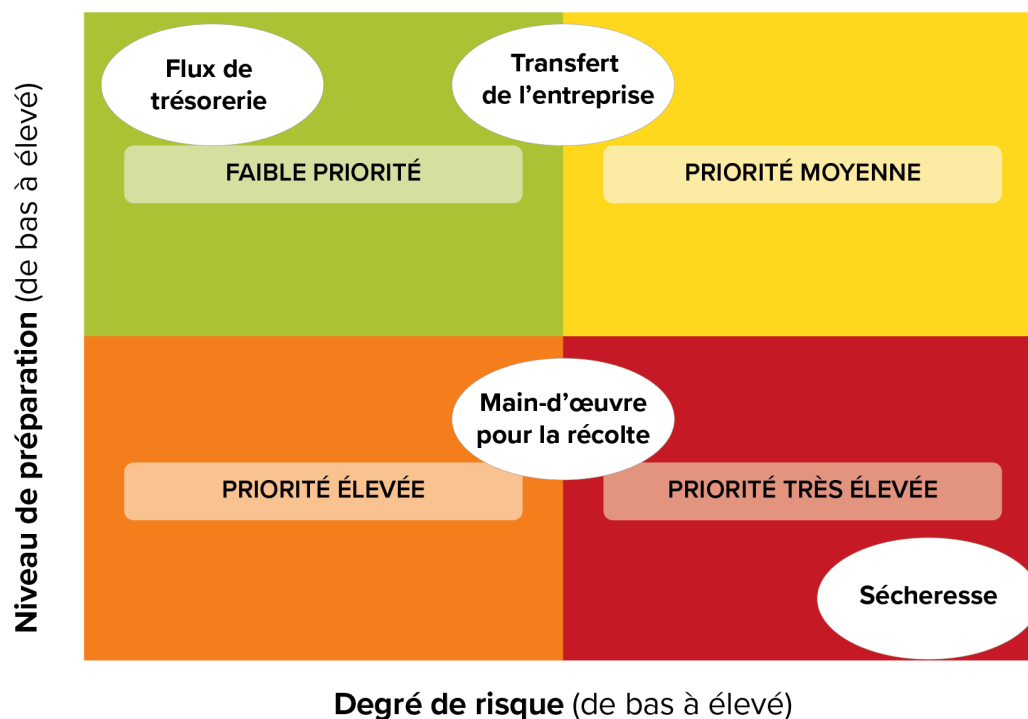 Niveau de préparation (de bas à élevé)
Flux de
trésorerie
Transfert
de l'entreprise
FAIBLE PRIORITÉ
PRIORITÉ MOYENNE
Main-d'œuvre
pour la récolte
PRIORITÉ ÉLEVÉE
PRIORITÉ TRÈS ÉLEVÉE
Sécheresse
Degré de risque (de bas à élevé)